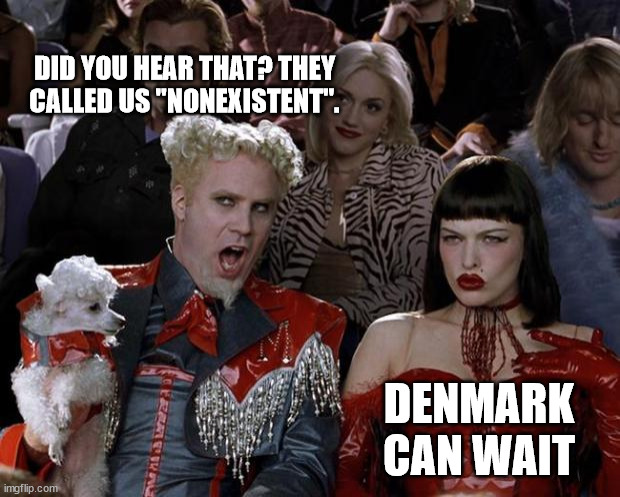 DID YOU HEAR THAT? THEY
CALLED US "NONEXISTENT".
DENMARK
CAN WAIT
M
imgflip.com